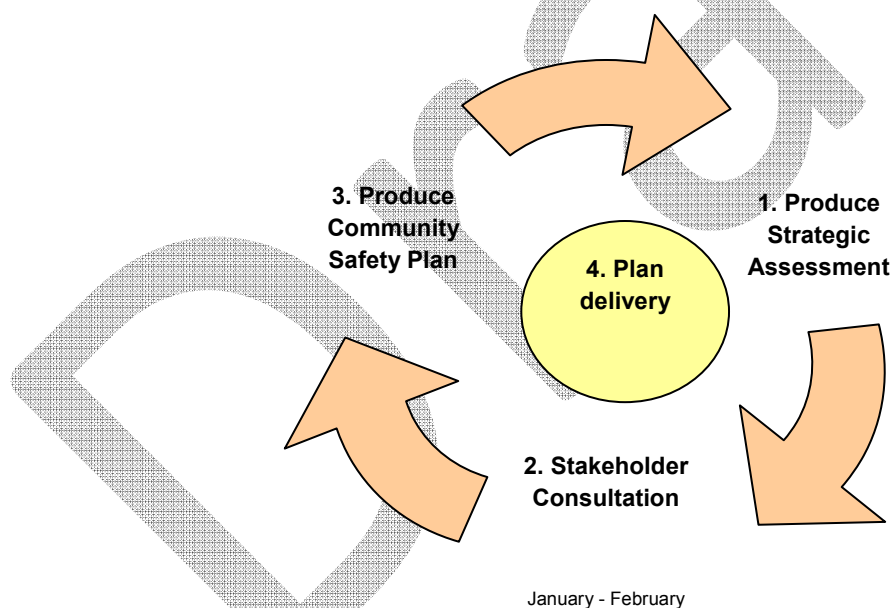 3. Produce
Community
Safety Plan
1. Produce
Strategic
Assessment
4. Plan
delivery
2. Stakeholder
Consultation
January - February